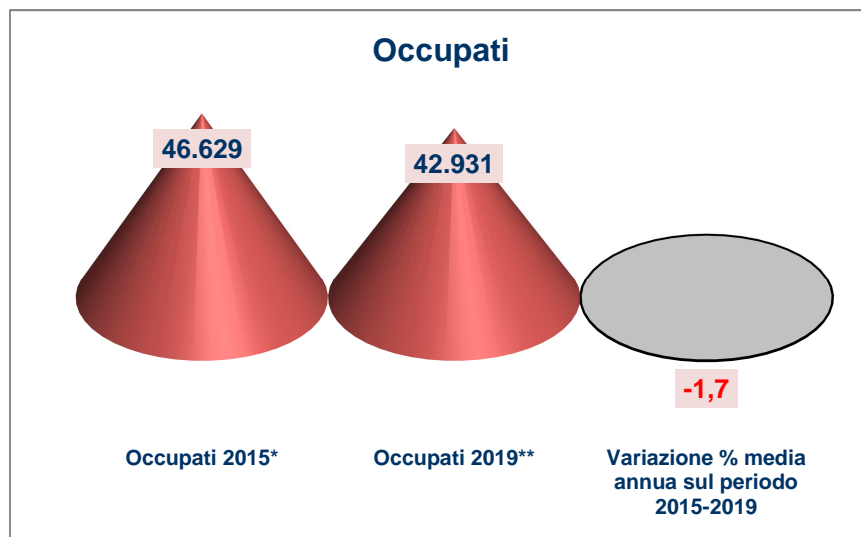 Occupati
46.629
42.931
-1,7
Occupati 2015*
Occupati 2019**
Variazione % media
annua sul periodo
2015-2019